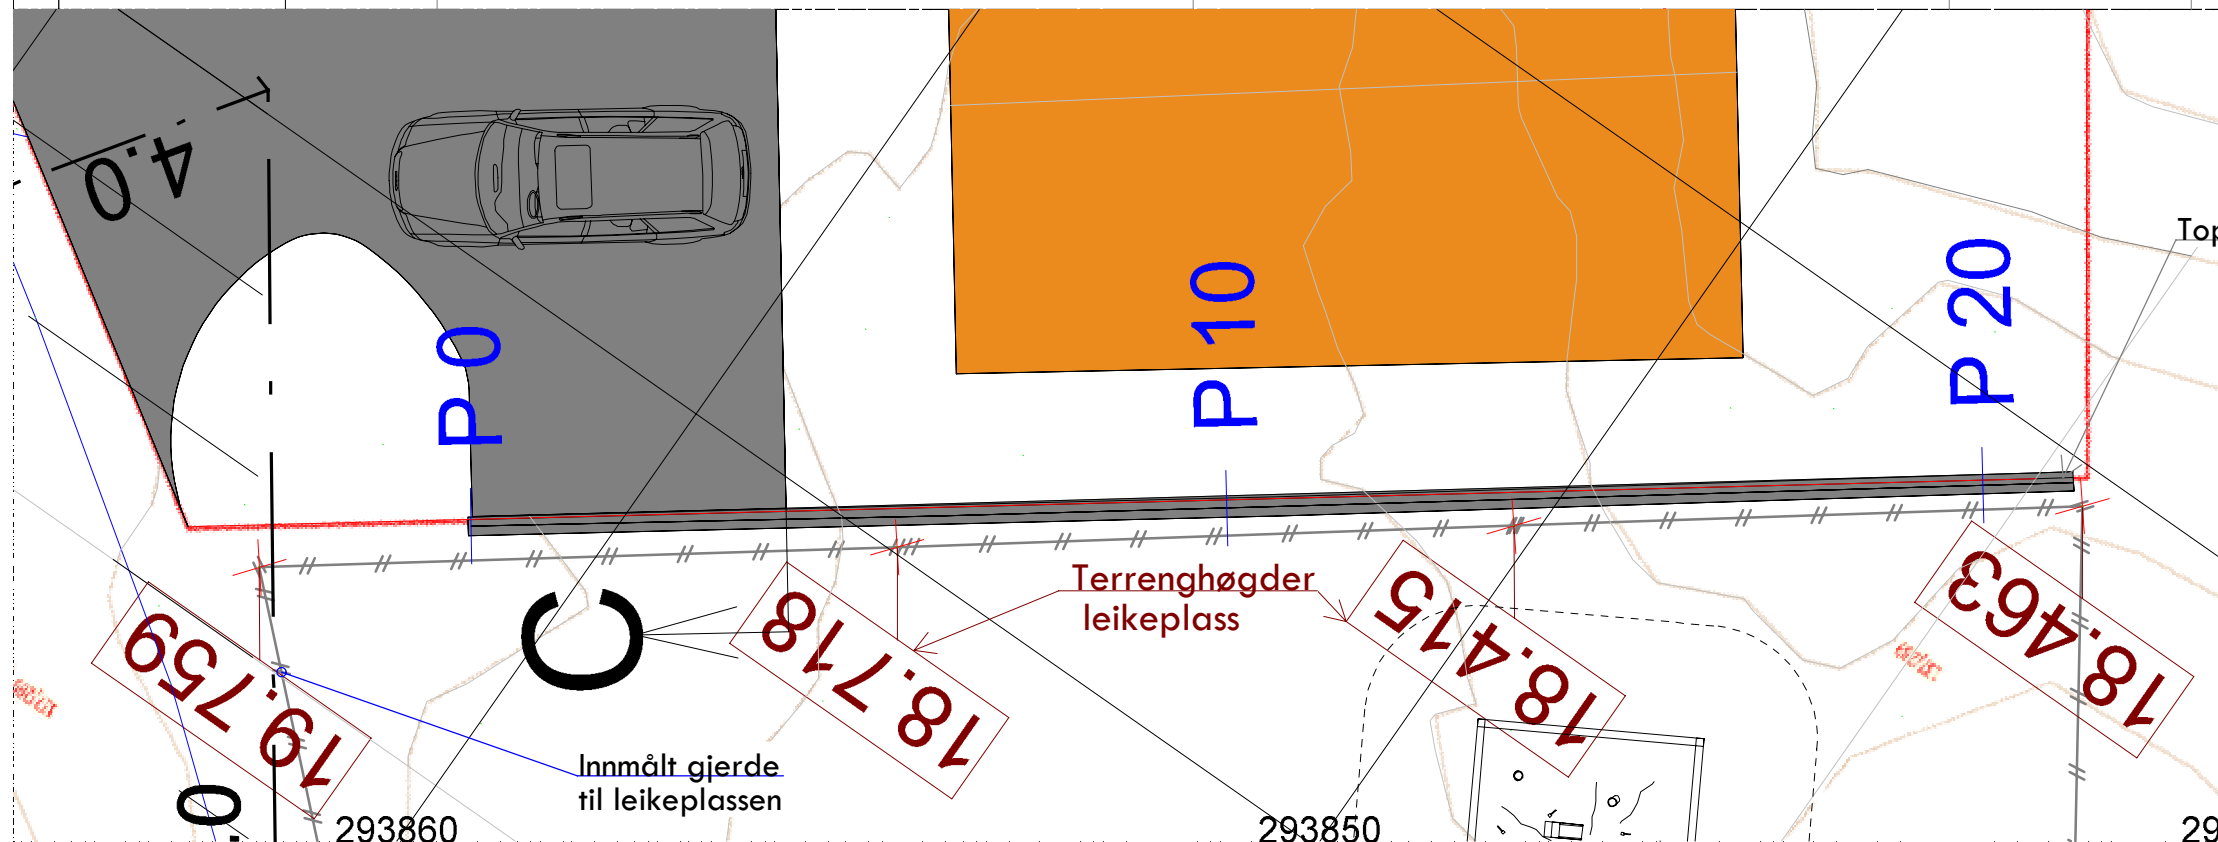 4.0
P 0
P 10
P 20
Top
Terrenghøgder
leikeplass
19.759
18.718
18.415
18.463
C
Innmålt gjerde
til leikeplassen
.0
293860
293850
29